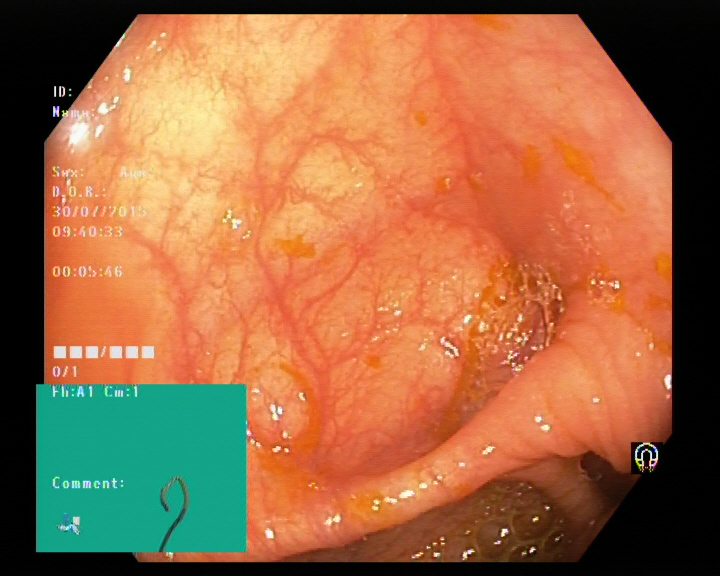 ID:
Name:
Sex: Age:
D.O.B.:
30/07/2015
09:40:33
00:05:46
■■■/■■■
0/1
Eh:A1 Cm:1
Comment: